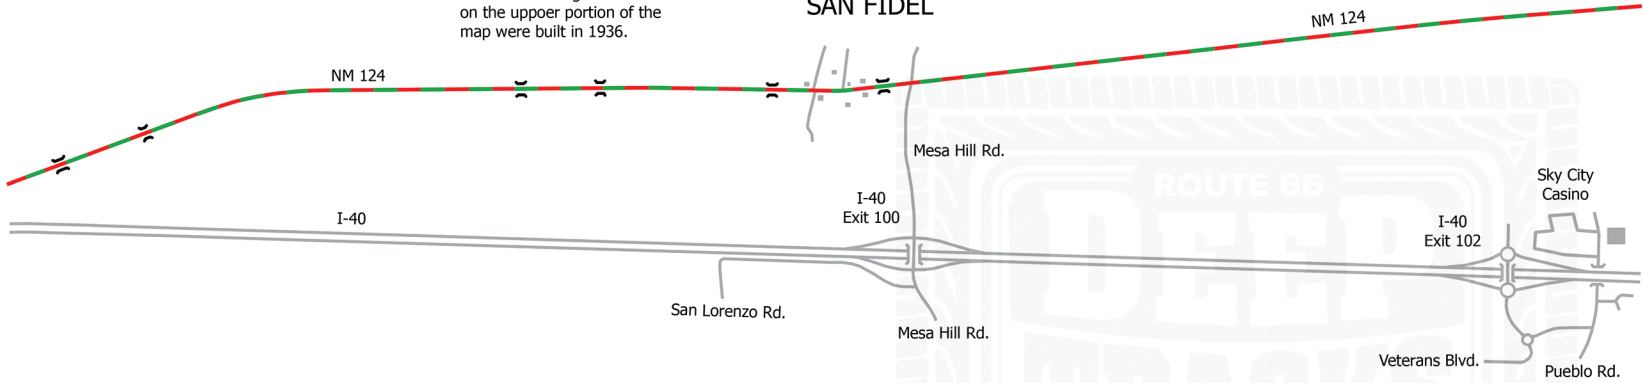 on the uppoer portion of the
map were built in 1936.
SAN FIDEL
NM 124
NM 124
Mesa Hill Rd.
ROUTE 66
DEEP
TRACKS
Sky City
Casino
I-40
Exit 100
I-40
I-40
Exit 102
San Lorenzo Rd.
Mesa Hill Rd.
Veterans Blvd.
Pueblo Rd.